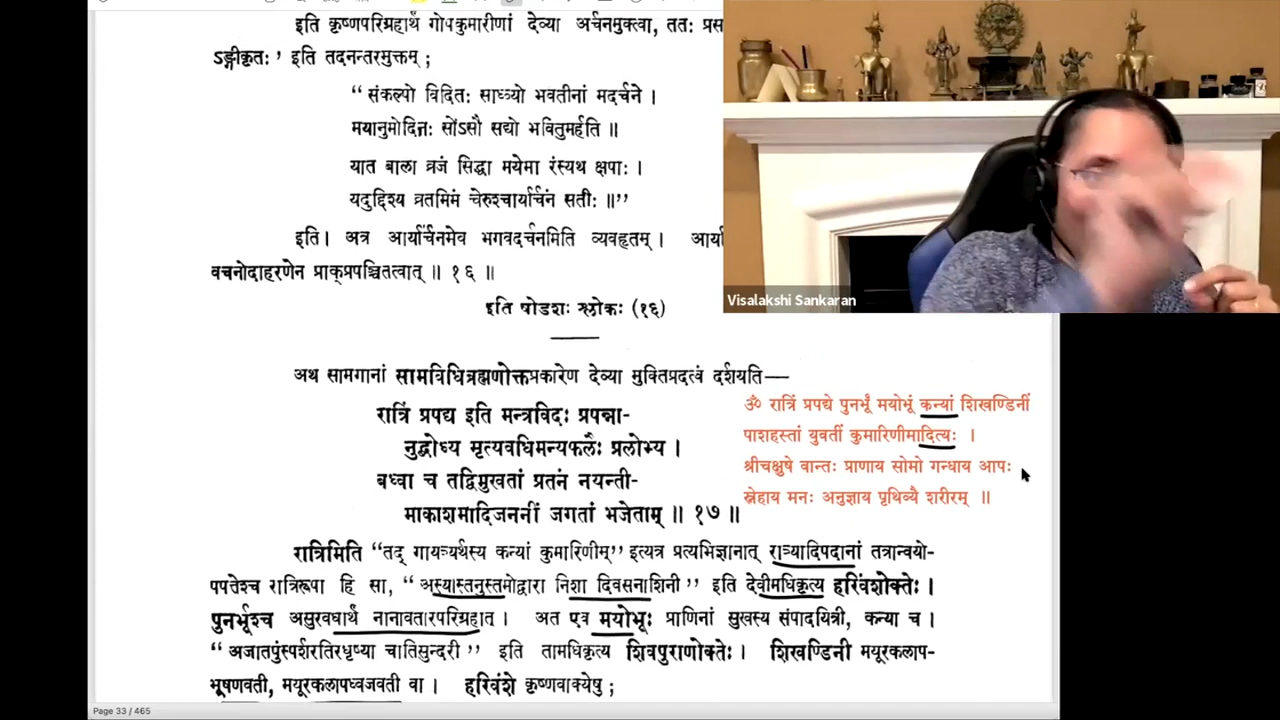 इति कृष्णपरिग्रहार्थं गोपकुमारीणां देव्या अर्चनमुक्त्वा, ततः प्रस
ऽङ्गीकृतः ’ इति तदनन्तरमुक्तम् ;
“ संकल्पो विदितः साध्यो भवतीनां मदर्चने ।
मयानुमोदितः सोऽसौ सद्यो भवितुमर्हति ॥
यात बाला व्रजं सिद्धा मयेमा रंस्यथ क्षपाः ।
यदुद्दिश्य व्रतमिमं चेरुश्चार्यार्चनं सतीः ॥”
इति । अत्र आर्यार्चनमेव भगवदर्चनमिति व्यवहृतम् । आर्या
वचनोदाहरणेन प्राक्प्रपञ्चितत्वात् ॥ १६ ॥
Visalakshi Sankaran
इति षोडशः श्लोकः (१६)
अथ सामगानां सामविधिब्रह्मणोक्तप्रकारेण देव्या मुक्तिप्रदत्वं दर्शयति—
रात्रिं प्रपद्य इति मन्त्रविदः प्रपन्ना-
नुद्बोध्य मृत्यवधिमन्यफलैः प्रलोभ्य ।
बध्वा च तद्विमुखतां प्रतनं नयन्ती-
माकाशमादिजननीं जगतां भजेताम् ॥ १७ ॥
ॐ रात्रिं प्रपद्ये पुनर्भूं मयोभूं कन्यां शिखण्डिनीं
पाशहस्तां युवतीं कुमारिणीमादित्यः ।
श्रीचक्षुषे वान्तः प्राणाय सोमो गन्धाय आपः
स्नेहाय मनः अनुज्ञाय पृथिव्यै शरीरम् ॥
रात्रिमिति “तद् गायत्र्यर्थस्य कन्यां कुमारिणीम्” इत्यत्र प्रत्यभिज्ञानात् रात्र्यादिपदानां तत्रान्वयो-
पपत्तेश्च रात्रिरूपा हि सा, “ अस्यास्तनुस्तमोद्वारा निशा दिवसनाशिनी ” इति देवीमधिकृत्य हरिवंशोक्तेः ।
पुनर्भूश्च असुरवधार्थं नानावतारपरिग्रहात् । अत एव मयोभूः प्राणिनां सुखस्य संपादयित्री, कन्या च ।
“ अजातपुंस्पर्शरतिरधृष्या चातिसुन्दरी ” इति तामधिकृत्य शिवपुराणोक्तेः । शिखण्डिनी मयूरकलाप-
भूषणवती, मयूरकलापध्वजवती वा । हरिवंशे कृष्णवाक्येषु ;
Page 33 / 465